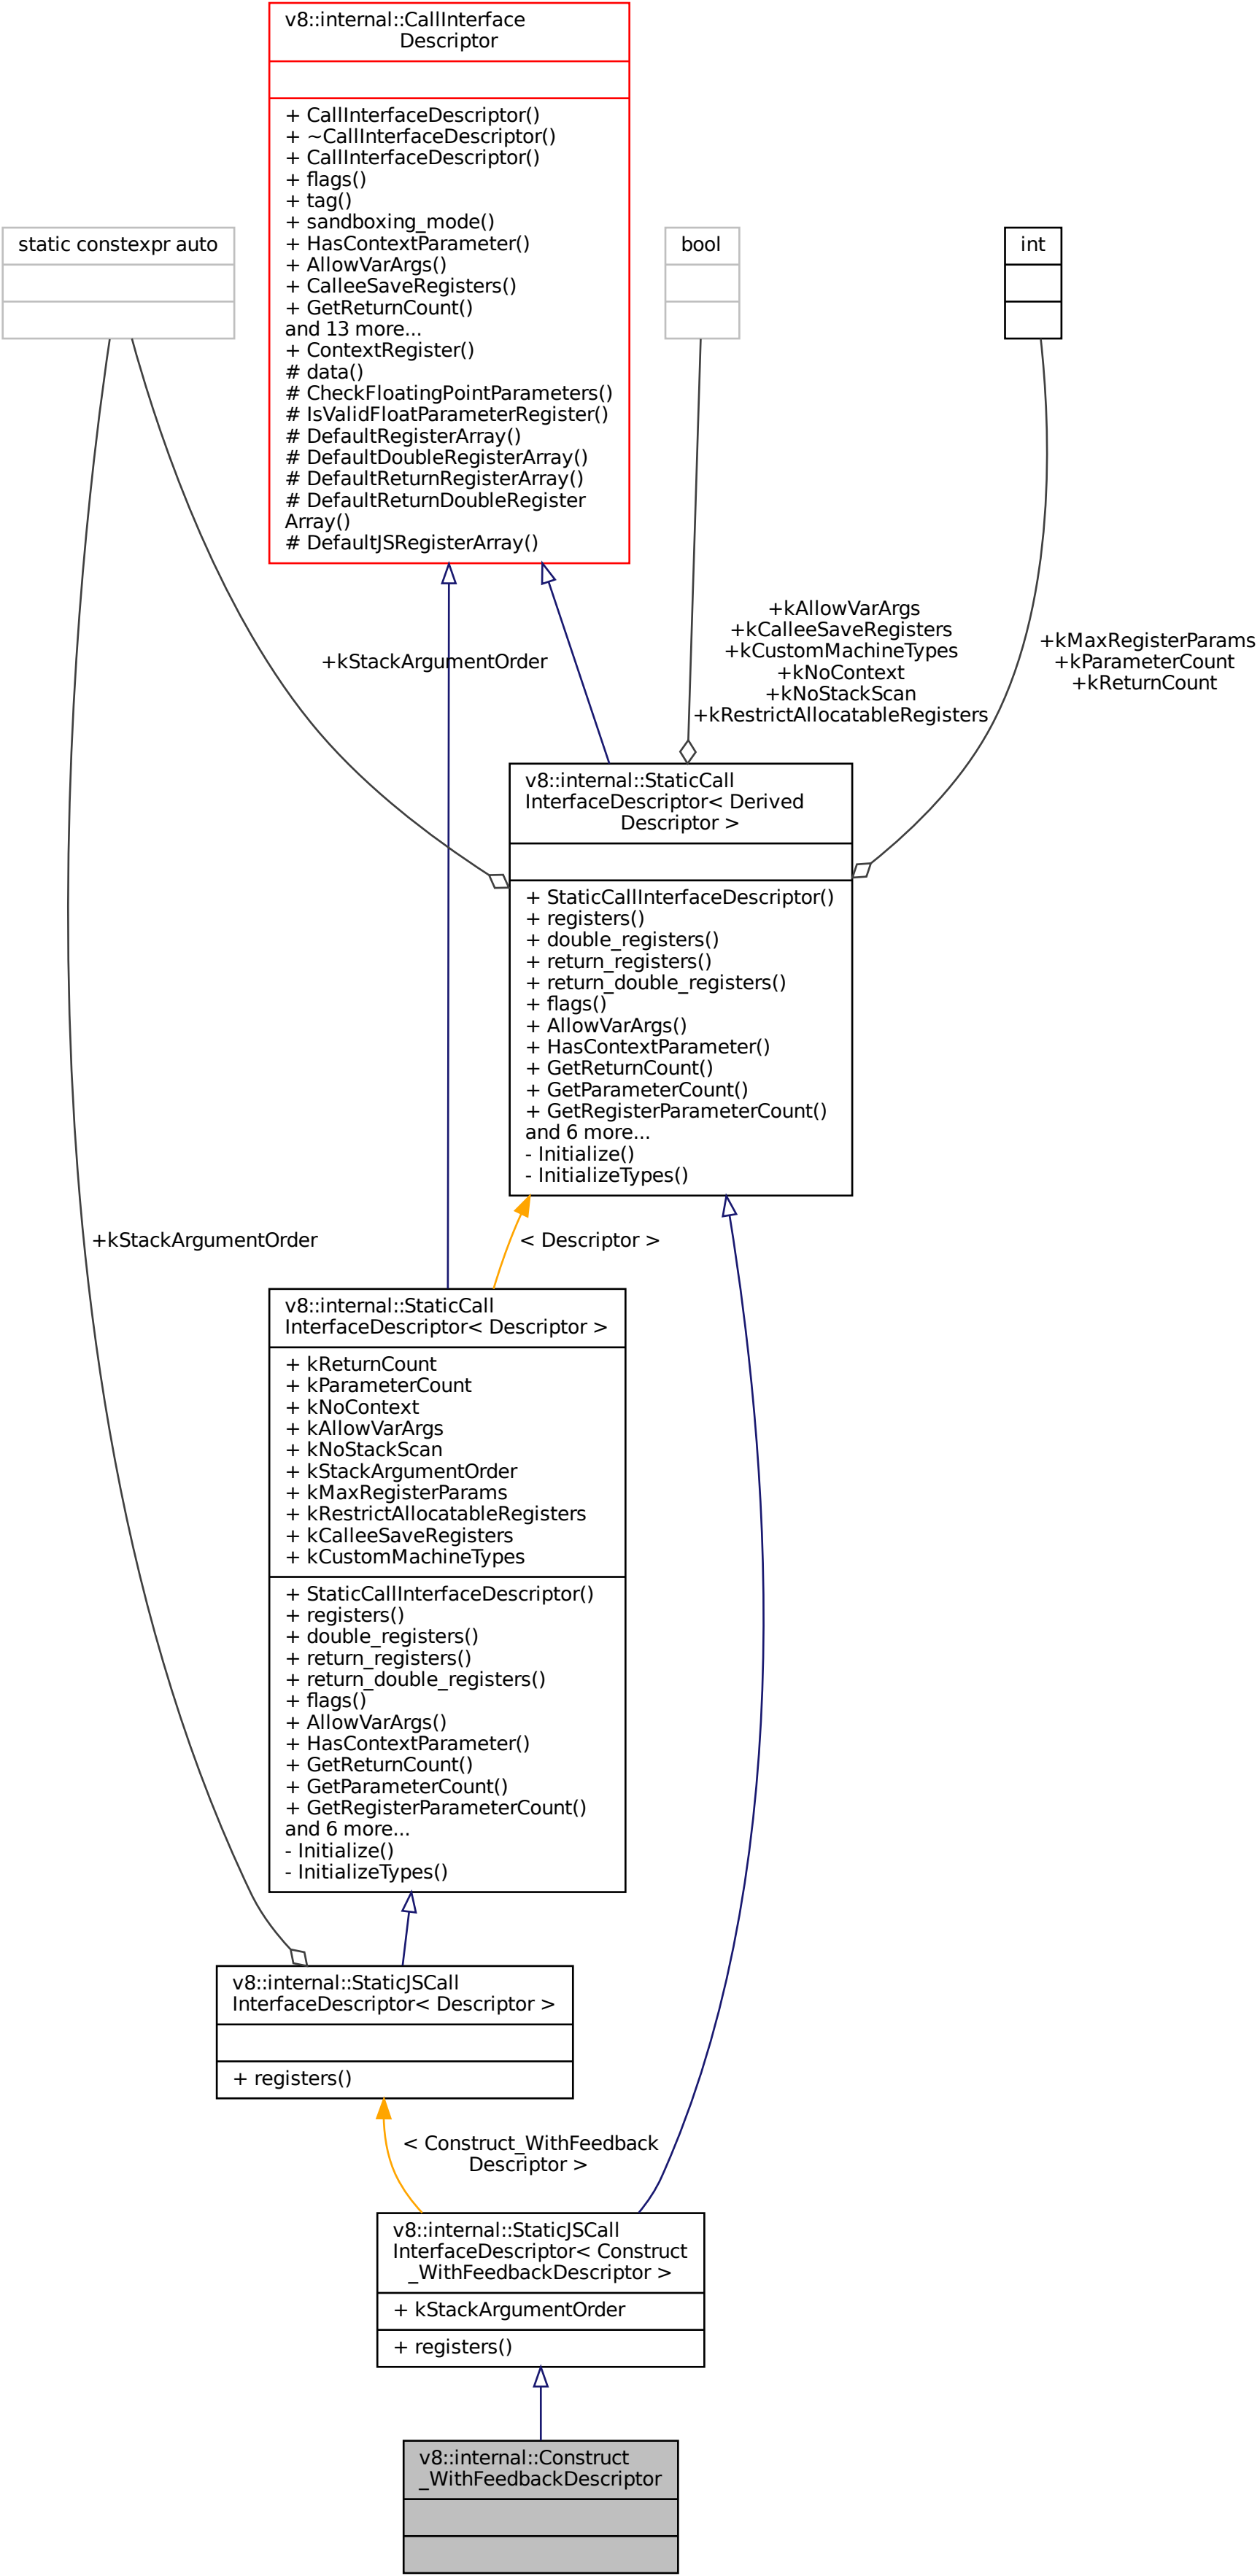 v8::internal::CallInterface
Descriptor
+ CallInterfaceDescriptor()
+ ~CallInterfaceDescriptor()
+ CallInterfaceDescriptor()
+ flags()
+ tag()
+ sandboxing_mode()
+ HasContextParameter()
+ AllowVarArgs()
+ CalleeSaveRegisters()
+ GetReturnCount()
and 13 more...
+ ContextRegister()
# data()
# CheckFloatingPointParameters()
# IsValidFloatParameterRegister()
# DefaultRegisterArray()
# DefaultDoubleRegisterArray()
# DefaultReturnRegisterArray()
# DefaultReturnDoubleRegister
Array()
# DefaultJSRegisterArray()
static constexpr auto
bool
int
+kStackArgumentOrder
+kAllowVarArgs
+kCalleeSaveRegisters
+kCustomMachineTypes
+kNoContext
+kNoStackScan
+kRestrictAllocatableRegisters
+kMaxRegisterParams
+kParameterCount
+kReturnCount
v8::internal::StaticCall
InterfaceDescriptor< Derived
Descriptor >
+ StaticCallInterfaceDescriptor()
+ registers()
+ double_registers()
+ return_registers()
+ return_double_registers()
+ flags()
+ AllowVarArgs()
+ HasContextParameter()
+ GetReturnCount()
+ GetParameterCount()
+ GetRegisterParameterCount()
and 6 more...
- Initialize()
- InitializeTypes()
+kStackArgumentOrder
< Descriptor >
v8::internal::StaticCall
InterfaceDescriptor< Descriptor >
+ kReturnCount
+ kParameterCount
+ kNoContext
+ kAllowVarArgs
+ kNoStackScan
+ kStackArgumentOrder
+ kMaxRegisterParams
+ kRestrictAllocatableRegisters
+ kCalleeSaveRegisters
+ kCustomMachineTypes
+ StaticCallInterfaceDescriptor()
+ registers()
+ double_registers()
+ return_registers()
+ return_double_registers()
+ flags()
+ AllowVarArgs()
+ HasContextParameter()
+ GetReturnCount()
+ GetParameterCount()
+ GetRegisterParameterCount()
and 6 more...
- Initialize()
- InitializeTypes()
v8::internal::StaticJSCall
InterfaceDescriptor< Descriptor >
+ registers()
< Construct_WithFeedback
Descriptor >
v8::internal::StaticJSCall
InterfaceDescriptor< Construct
_WithFeedbackDescriptor >
+ kStackArgumentOrder
+ registers()
v8::internal::Construct
_WithFeedbackDescriptor